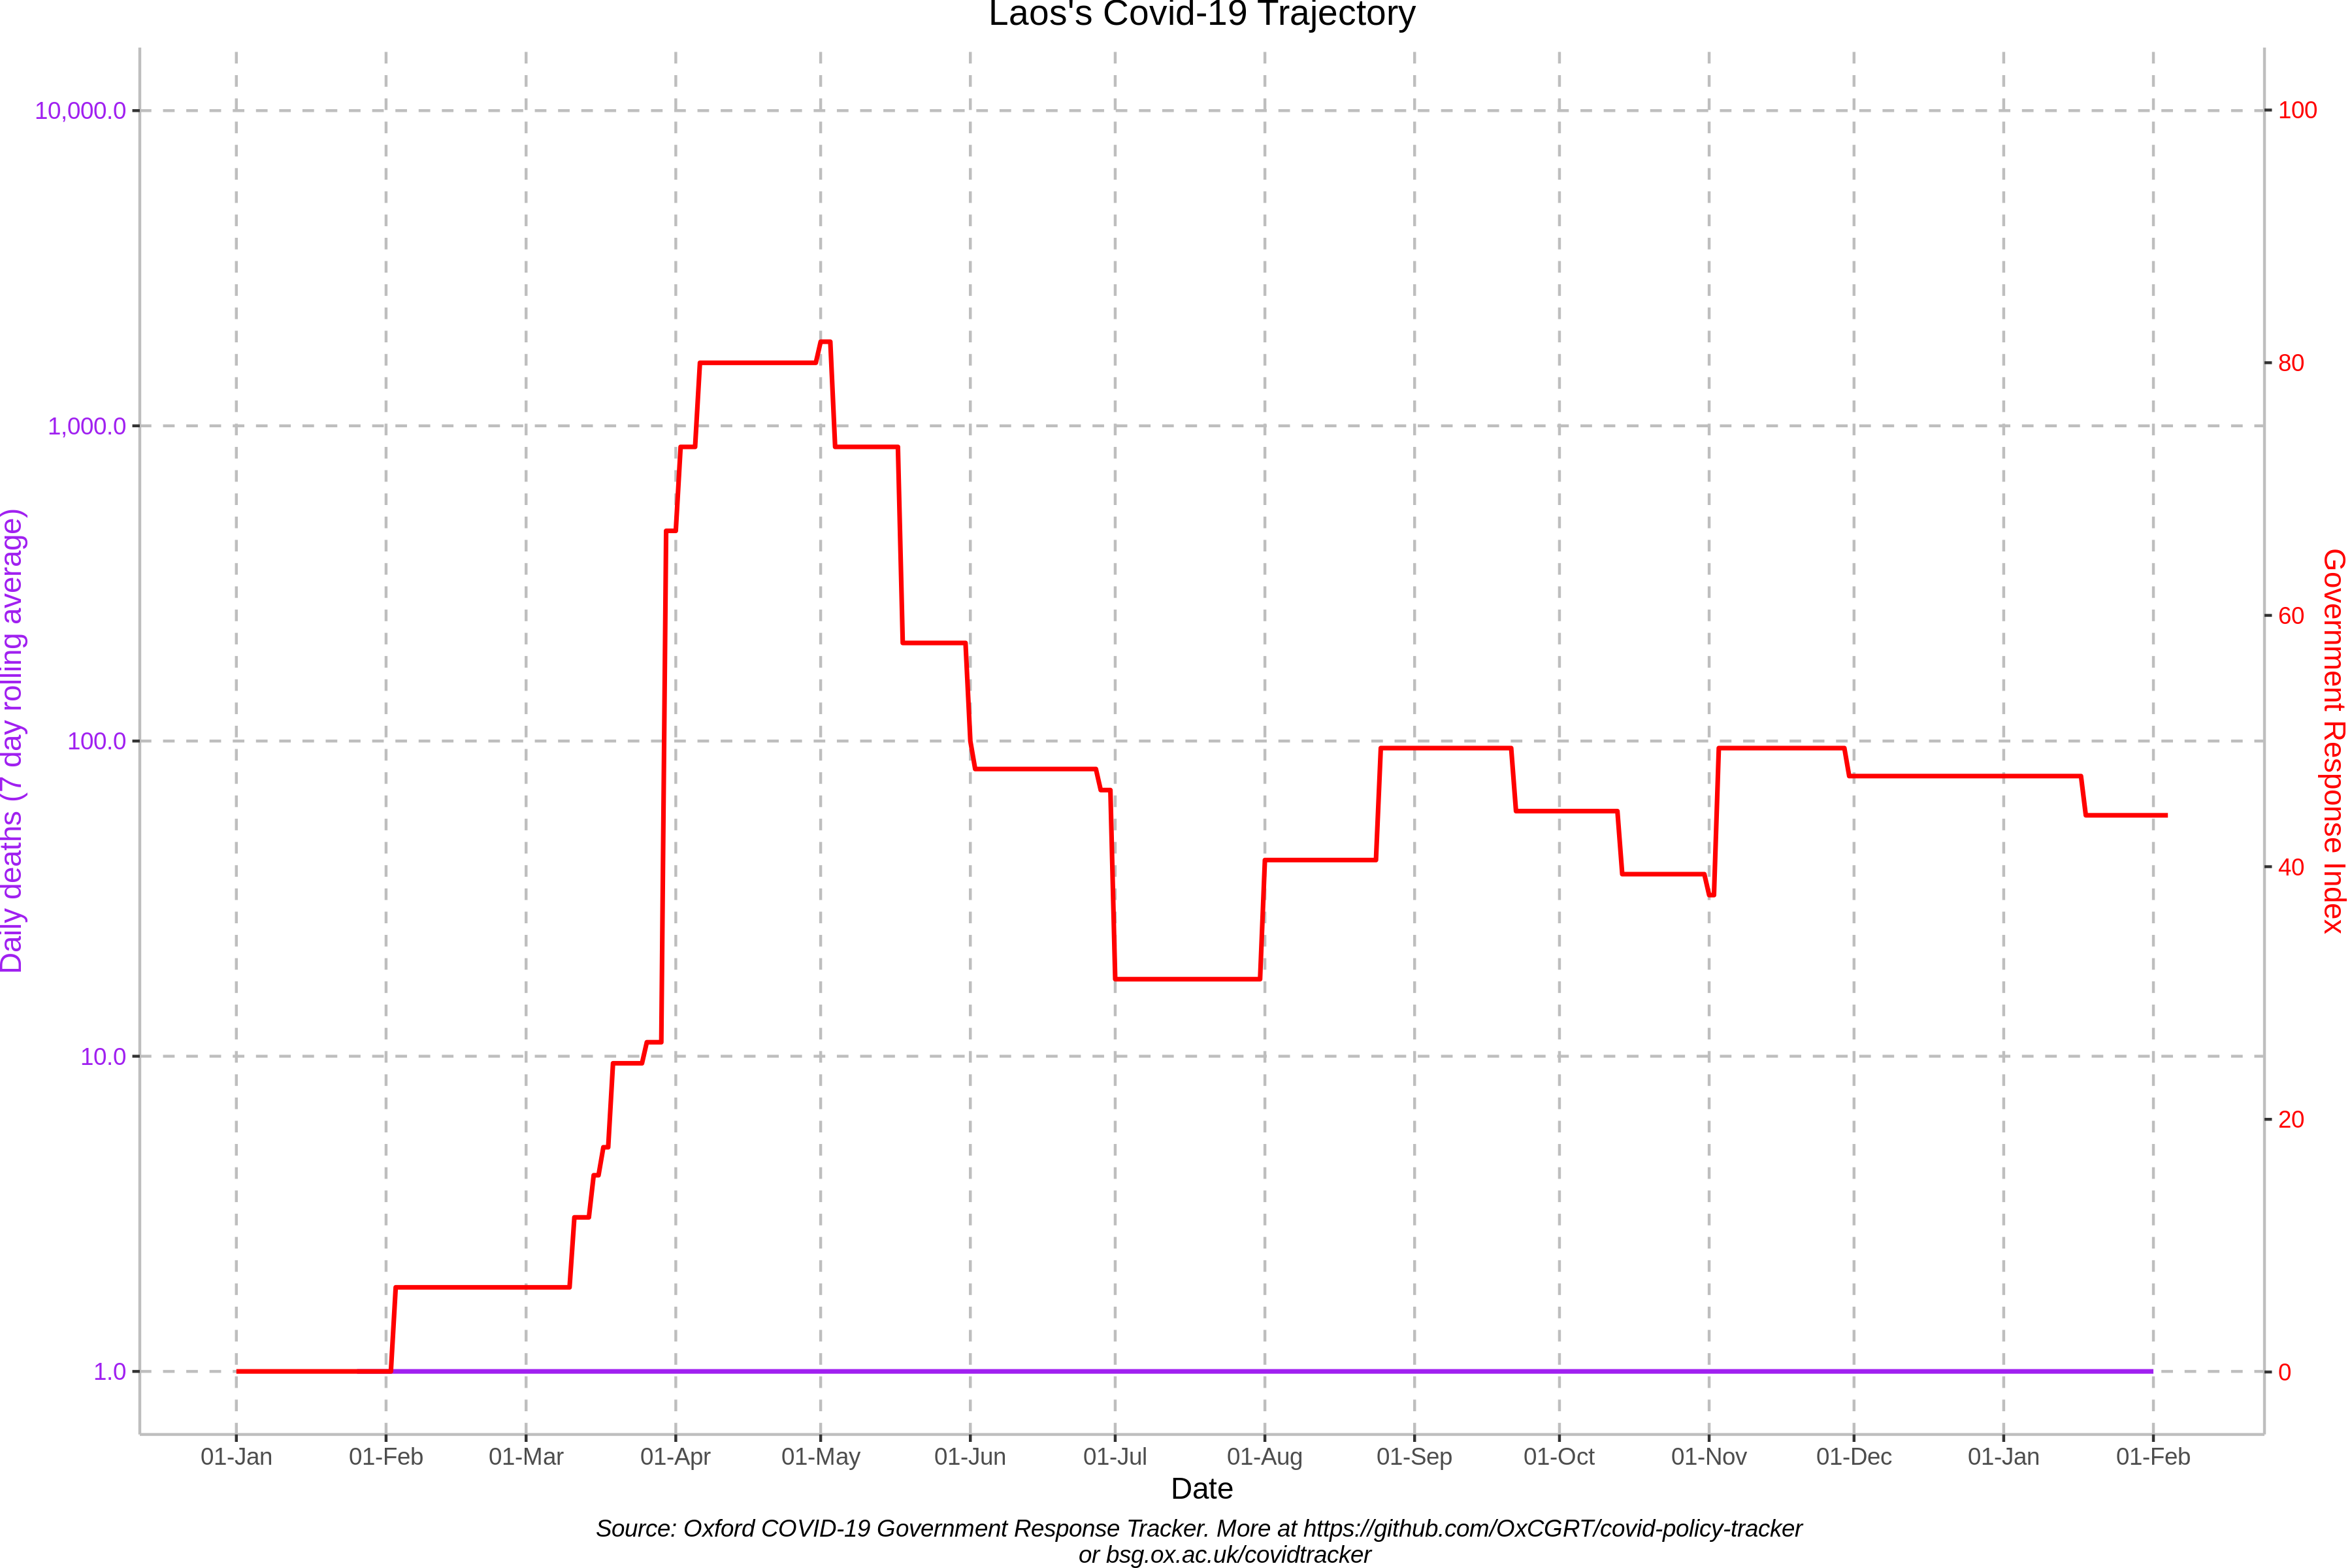 Laos's Covid-19 Trajectory
10,000.0
1,000.0
100.0
10.0
1.0
Daily deaths (7 day rolling average)
100
80
60
40
20
0
Government Response Index
01-Jan 01-Feb 01-Mar 01-Apr 01-May 01-Jun 01-Jul 01-Aug 01-Sep 01-Oct 01-Nov 01-Dec 01-Jan 01-Feb
Date
Source: Oxford COVID-19 Government Response Tracker. More at https://github.com/OxCGRT/covid-policy-tracker
or bsg.ox.ac.uk/covidtracker